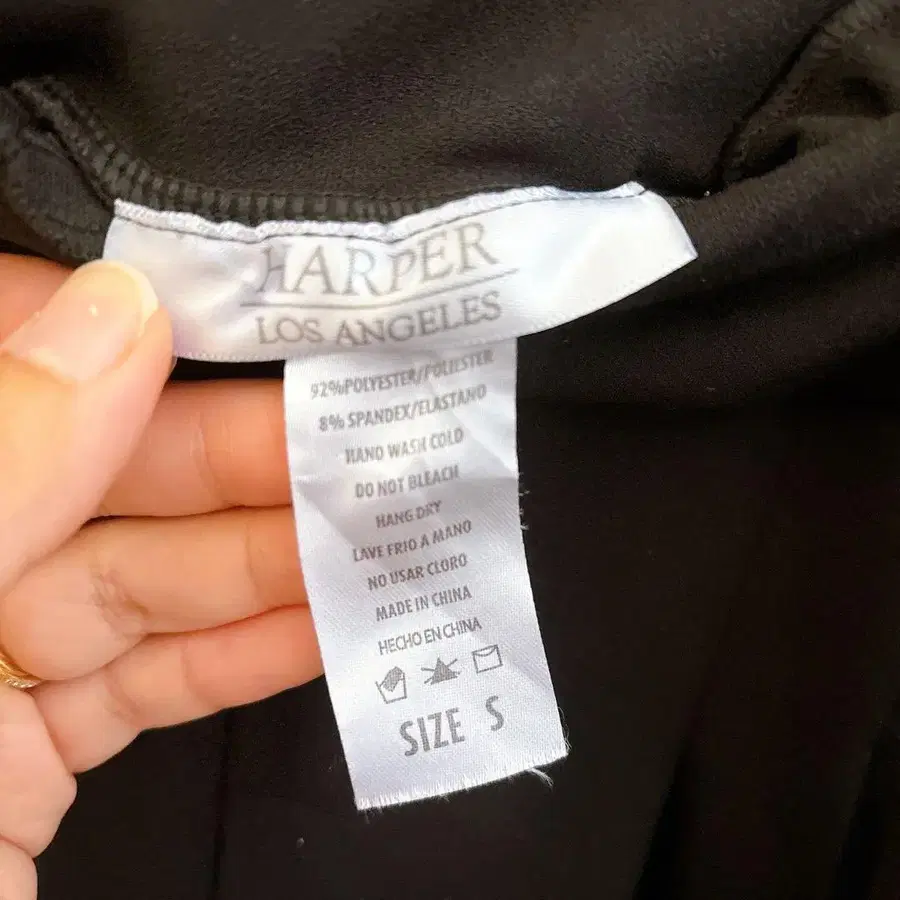 HARPER
LOS ANGELES
92%POLYESTER/POLIESTER
8% SPANDEX/ELASTANO
HAND WASH COLD
DO NOT BLEACH
HANG DRY
LAVE FRIO A MANO
NO USAR CLORO
MADE IN CHINA
HECHO EN CHINA
SIZE S